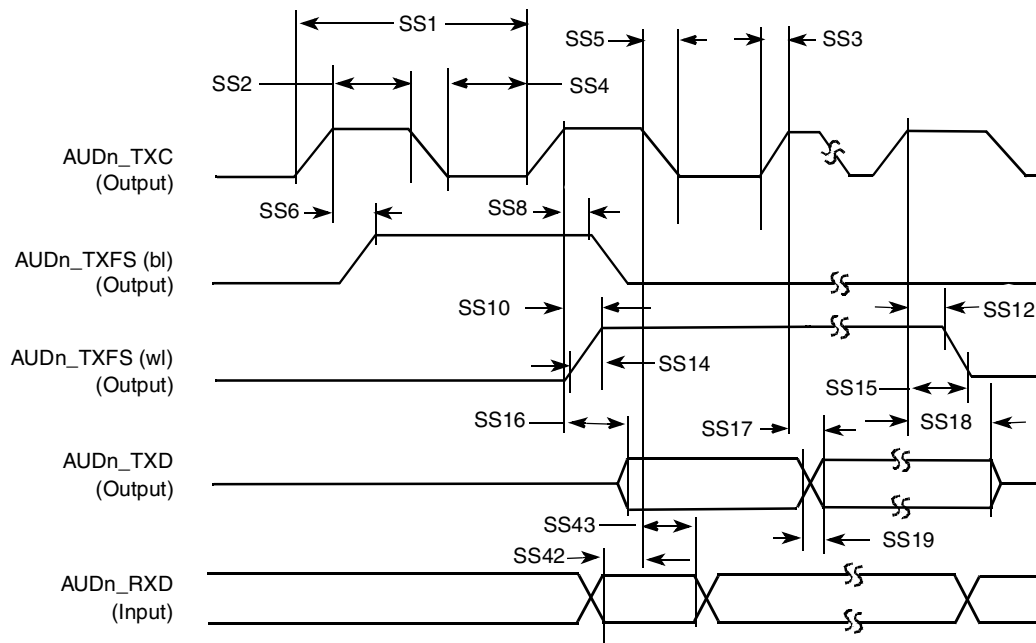 SS1
SS5
SS3
SS2
SS4
AUDn_TXC
(Output)
SS6
SS8
AUDn_TXFS (bl)
(Output)
SS10
SS12
AUDn_TXFS (wl)
(Output)
SS14
SS15
SS16
SS17
SS18
AUDn_TXD
(Output)
SS43
SS19
SS42
AUDn_RXD
(Input)